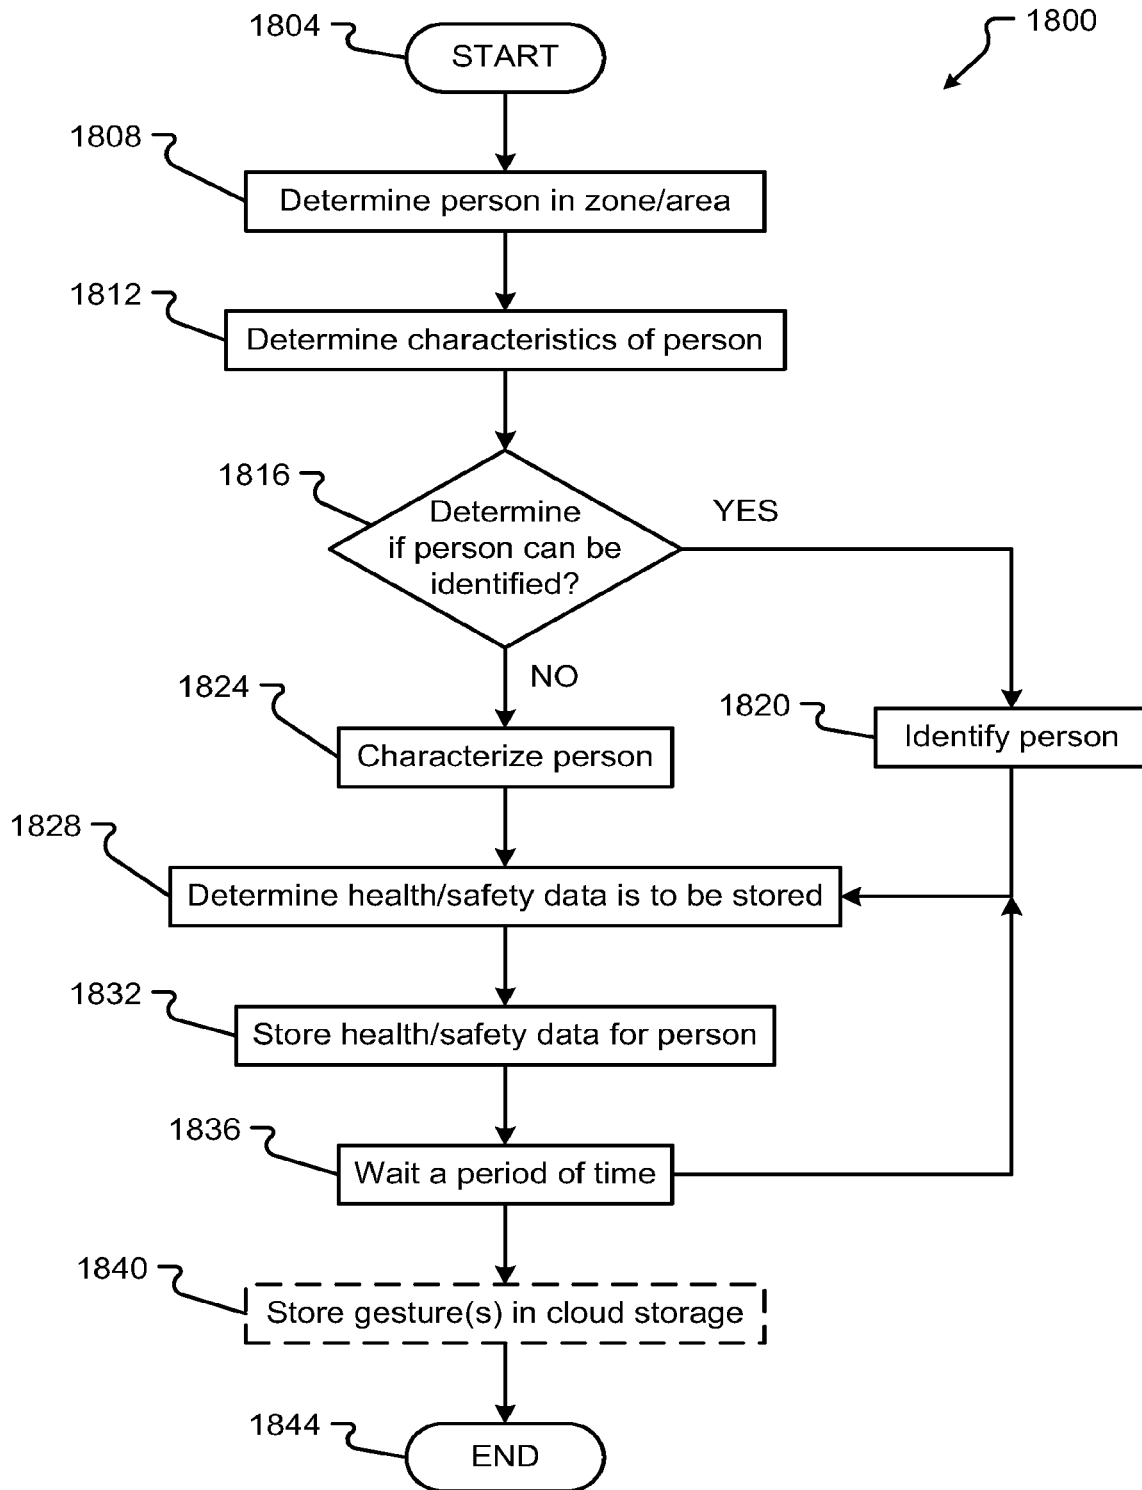 1804
START
1800
1808
Determine person in zone/area
1812
Determine characteristics of person
1816
Determine
if person can be
identified?
YES
NO
1824
Characterize person
1820
Identify person
1828
Determine health/safety data is to be stored
1832
Store health/safety data for person
1836
Wait a period of time
1840
Store gesture(s) in cloud storage
1844
END